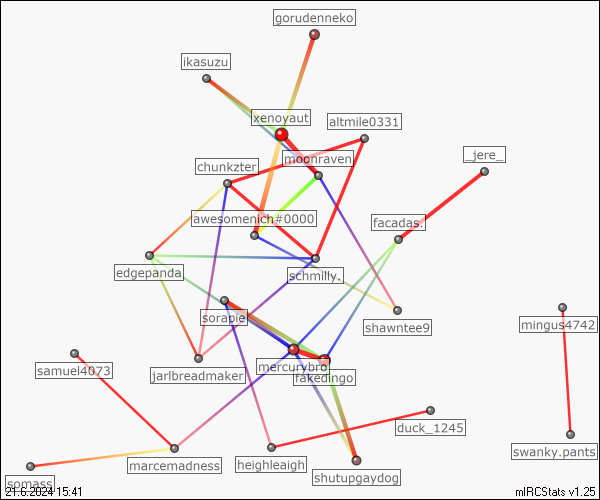 gorudenneko
ikasuzu
xenoyaut
altmile0331
moonraven
_jere_
chunkzter
awesomenich#0000
facadas.
edgepanda
schmilly.
sorapiei
shawntee9
mingus4742
mercurybro
samuel4073
jarlbreadmaker
fakedingo
duck_1245
swanky.pants
marcemadness
heighleaigh
somass
shutupgaydog
21.6.2024 15:41
mIRCStats v1.25